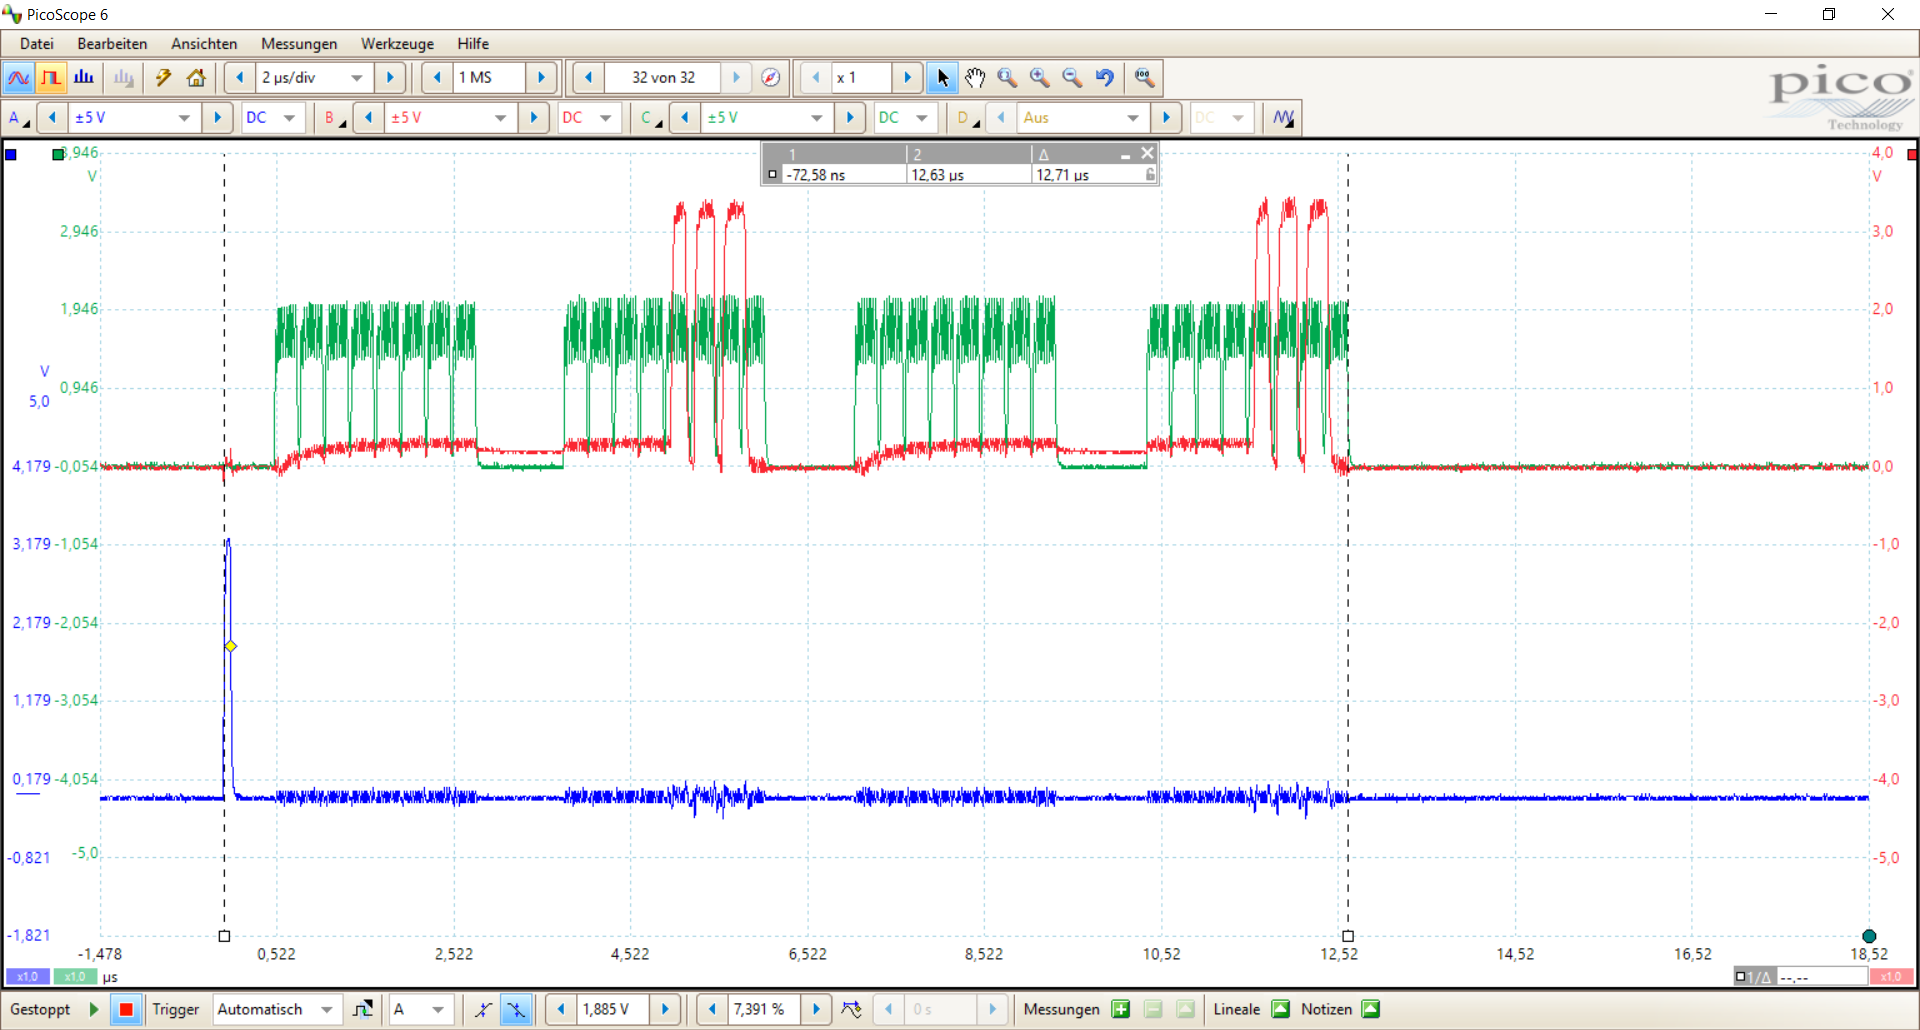 PicoScope 6
Datei Bearbeiten Ansichten Messungen Werkzeuge Hilfe
2 µs/div 1 MS 32 von 32 x 1
pico
Technology
A ±5 V DC B ±5 V DC C ±5 V DC D Aus DC
1 2 Δ
-72,58 ns 12,63 µs 12,71 µs
3,946 4,0
V V
2,946 3,0
1,946 2,0
V
5,0 0,946 1,0
4,179 -0,054 0,0
3,179 -1,054 -1,0
2,179 -2,054 -2,0
1,179 -3,054 -3,0
0,179 -4,054 -4,0
-0,821 -5,0 -5,0
-1,821
-1,478 0,522 2,522 4,522 6,522 8,522 10,52 12,52 14,52 16,52 18,52
x1,0 x1,0 µs 1/Δ --,-- x1,0
Gestoppt Trigger Automatisch A 1,885 V 7,391 % 0 s Messungen Lineale Notizen